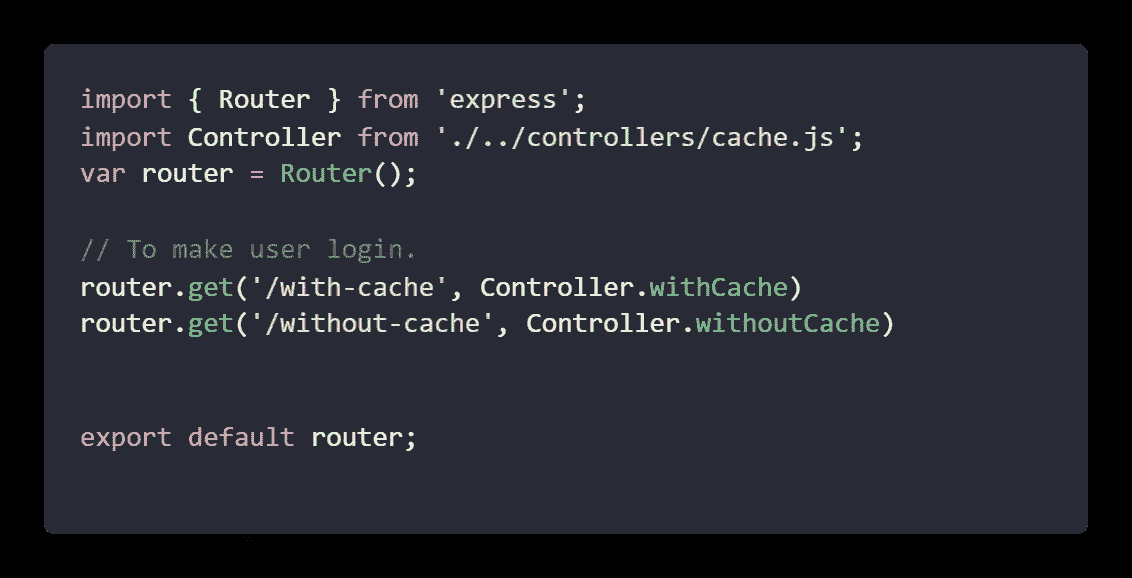 import { Router } from 'express';
import Controller from './../controllers/cache.js';
var router = Router();
// To make user login.
router.get('/with-cache', Controller.withCache)
router.get('/without-cache', Controller.withoutCache)
export default router;